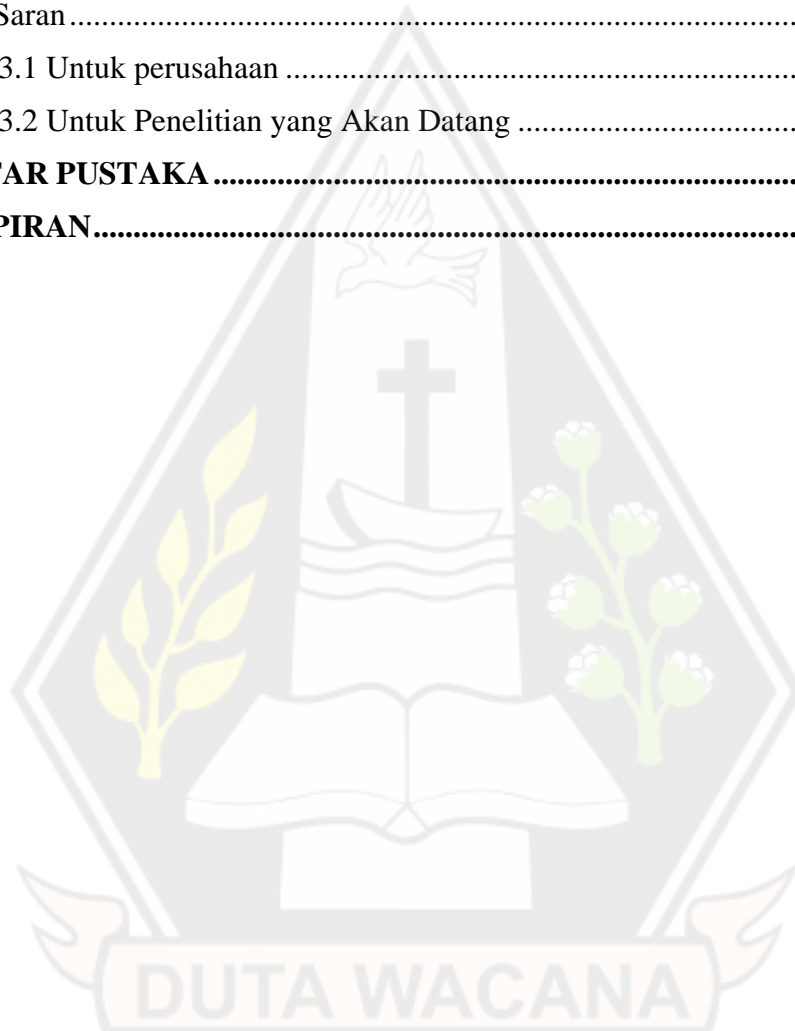 Saran................................................................................................
3.1 Untuk perusahaan ...................................................................
3.2 Untuk Penelitian yang Akan Datang ....................................
TAR PUSTAKA.........................................................................
PIRAN........................................................................................
DUTA WACANA